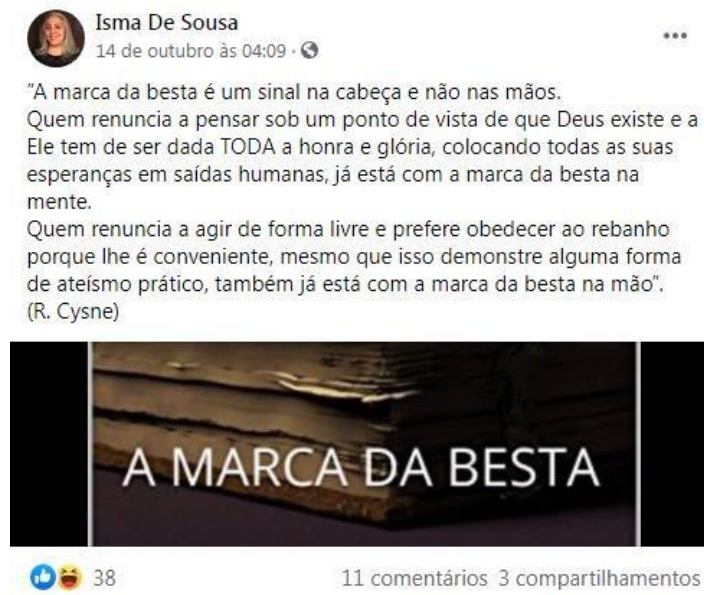 Isma De Sousa
14 de outubro às 04:09 ·
"A marca da besta é um sinal na cabeça e não nas mãos.
Quem renuncia a pensar sob um ponto de vista de que Deus existe e a
Ele tem de ser dada TODA a honra e glória, colocando todas as suas
esperanças em saídas humanas, já está com a marca da besta na
mente.
Quem renuncia a agir de forma livre e prefere obedecer ao rebanho
porque lhe é conveniente, mesmo que isso demonstre alguma forma
de ateísmo prático, também já está com a marca da besta na mão".
(R. Cysne)
A MARCA DA BESTA
38 11 comentários 3 compartilhamentos